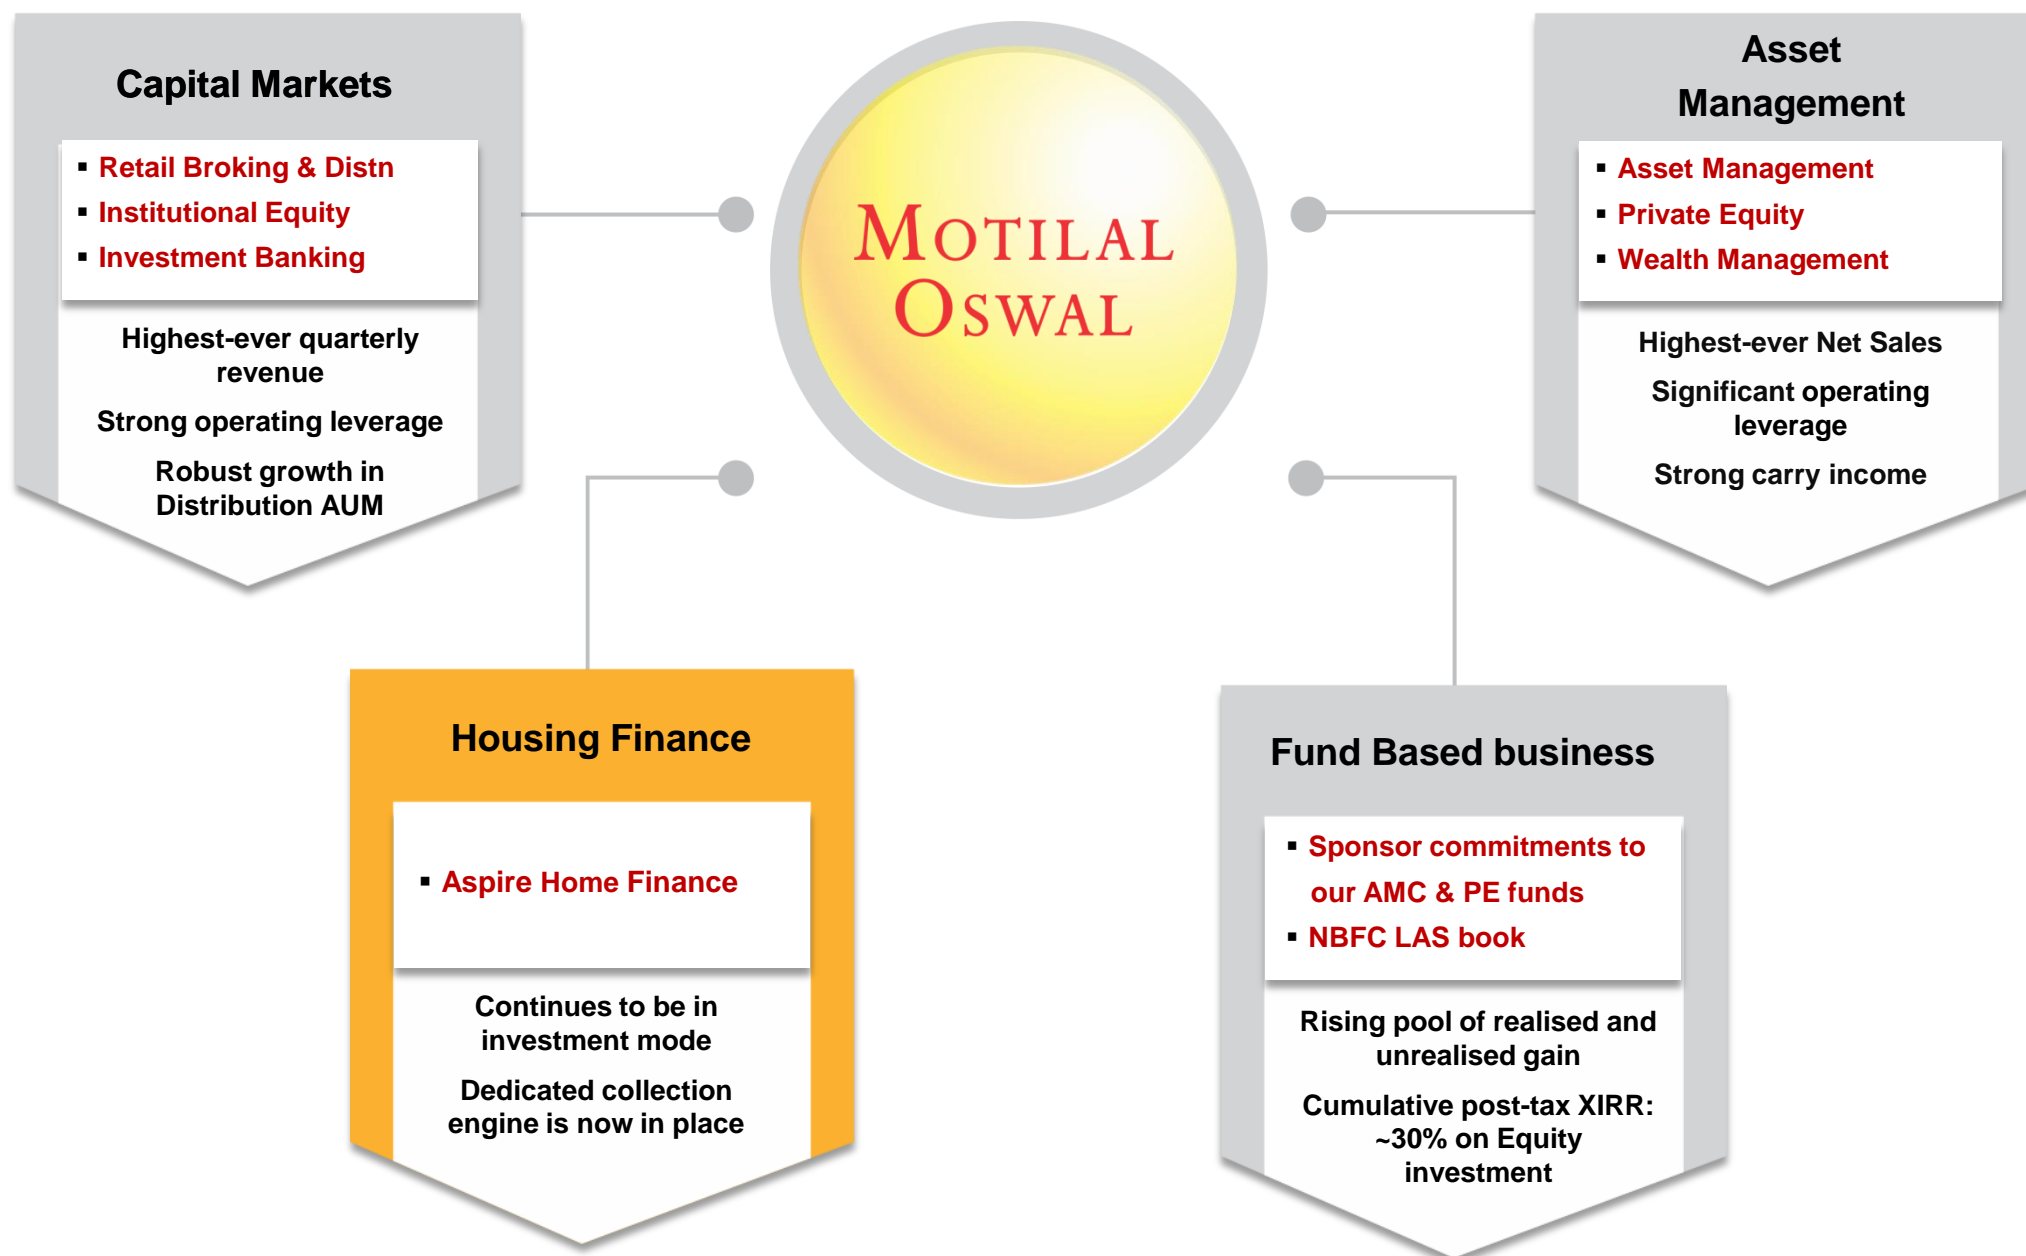 Capital Markets
▪ Retail Broking & Distn
▪ Institutional Equity
▪ Investment Banking
Highest-ever quarterly
revenue
Strong operating leverage
Robust growth in
Distribution AUM
MOTILAL
OSWAL
Asset
Management
▪ Asset Management
▪ Private Equity
▪ Wealth Management
Highest-ever Net Sales
Significant operating
leverage
Strong carry income
Housing Finance
▪ Aspire Home Finance
Continues to be in
investment mode
Dedicated collection
engine is now in place
Fund Based business
▪ Sponsor commitments to
our AMC & PE funds
▪ NBFC LAS book
Rising pool of realised and
unrealised gain
Cumulative post-tax XIRR:
~30% on Equity
investment